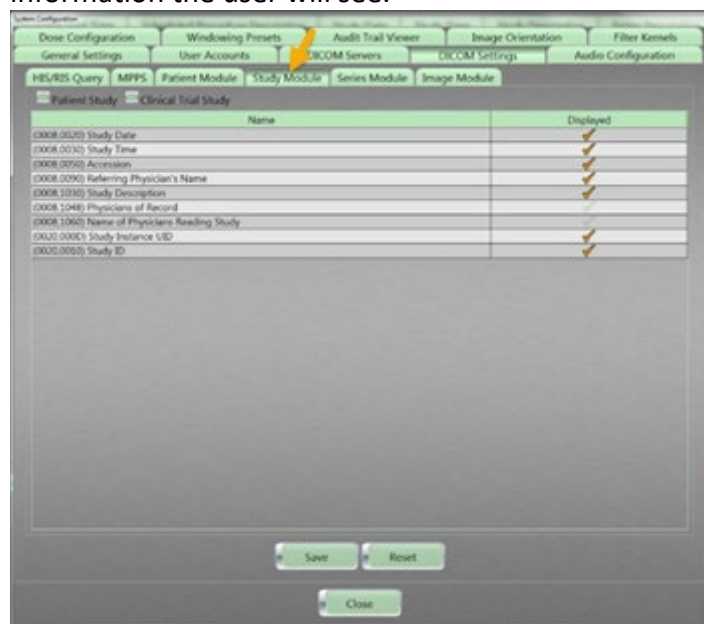 information the user will see.
System Configuration
Dose Configuration Windowing Presets Audit Trail Viewer Image Orientation Filter Kernels
General Settings User Accounts DICOM Servers DICOM Settings Audio Configuration
HIS/RIS Query MPPS Patient Module Study Module Series Module Image Module
Patient Study Clinical Trial Study
Name Displayed
(0008,0020) Study Date
(0008,0030) Study Time
(0008,0050) Accession
(0008,0090) Referring Physician's Name
(0008,1030) Study Description
(0008,1048) Physicians of Record
(0008,1060) Name of Physicians Reading Study
(0020,000D) Study Instance UID
(0020,0010) Study ID
Save Reset
Close